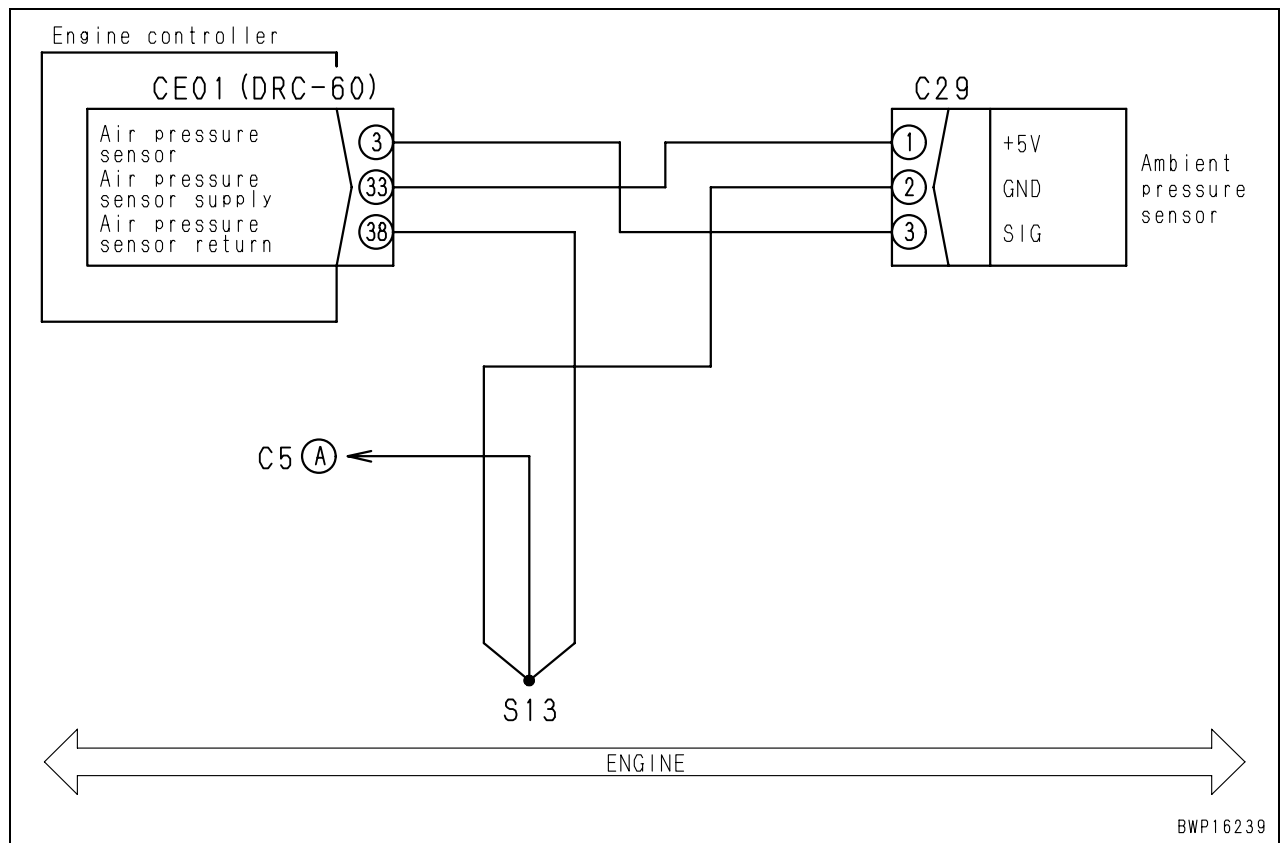 Engine controller
CE01 (DRC-60)
Air pressure
sensor
Air pressure
sensor supply
Air pressure
sensor return
3
33
38
C29
1
2
3
+5V
GND
SIG
Ambient
pressure
sensor
C5 A
S13
ENGINE
BWP16239